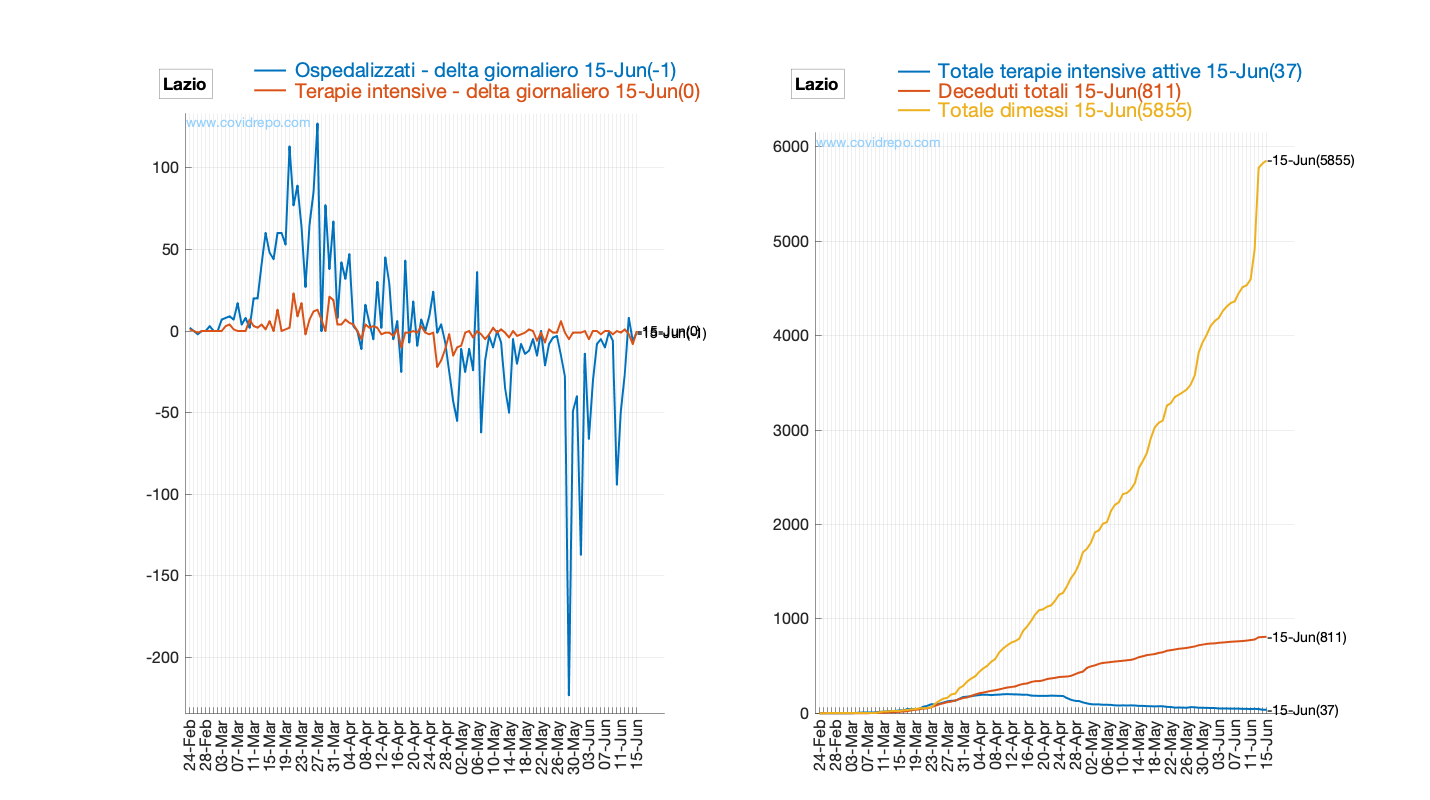 Lazio
Ospedalizzati - delta giornaliero 15-Jun(-1)
Terapie intensive - delta giornaliero 15-Jun(0)
www.covidrepo.com
100
50
0
-50
-100
-150
-200
-15-Jun(0)
-15-Jun(-1)
24-Feb
28-Feb
03-Mar
07-Mar
11-Mar
15-Mar
19-Mar
23-Mar
27-Mar
31-Mar
04-Apr
08-Apr
12-Apr
16-Apr
20-Apr
24-Apr
28-Apr
02-May
06-May
10-May
14-May
18-May
22-May
26-May
30-May
03-Jun
07-Jun
11-Jun
15-Jun
Lazio
Totale terapie intensive attive 15-Jun(37)
Deceduti totali 15-Jun(811)
Totale dimessi 15-Jun(5855)
www.covidrepo.com
6000
5000
4000
3000
2000
1000
0
-15-Jun(5855)
-15-Jun(811)
-15-Jun(37)
24-Feb
28-Feb
03-Mar
07-Mar
11-Mar
15-Mar
19-Mar
23-Mar
27-Mar
31-Mar
04-Apr
08-Apr
12-Apr
16-Apr
20-Apr
24-Apr
28-Apr
02-May
06-May
10-May
14-May
18-May
22-May
26-May
30-May
03-Jun
07-Jun
11-Jun
15-Jun